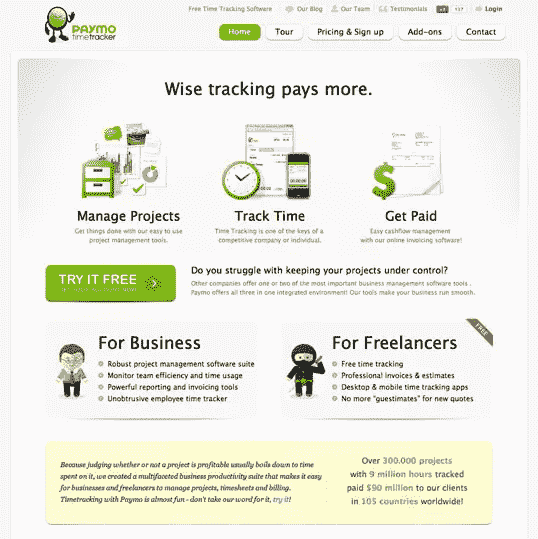 Free Time Tracking Software
Our Blog
Our Team
Testimonials
Login
PAYMO
timetracker
Home
Tour
Pricing & Sign up
Add-ons
Contact
Wise tracking pays more.
Manage Projects
Get things done with our easy to use
project management tools.
Track Time
Time Tracking is one of the keys of a
competitive company or individual.
Get Paid
Easy cashflow management
with our online invoicing software!
TRY IT FREE
Do you struggle with keeping your projects under control?
Other companies offer one or two of the most important business management software tools .
Paymo offers all three in one integrated environment! Our tools make your business run smooth.
For Business
Robust project management software suite
Monitor team efficiency and time usage
Powerful reporting and invoicing tools
Unobtrusive employee time tracker
FREE
For Freelancers
Free time tracking
Professional invoices & estimates
Desktop & mobile time tracking apps
No more "guestimates" for new quotes
Because judging whether or not a project is profitable usually boils down to time
spent on it, we created a multifaceted business productivity suite that makes it easy
for businesses and freelancers to manage projects, timesheets and billing.
Timetracking with Paymo is almost fun - don't take our word for it, try it!
Over 300.000 projects
with 9 million hours tracked
paid $90 million to our clients
in 105 countries worldwide!